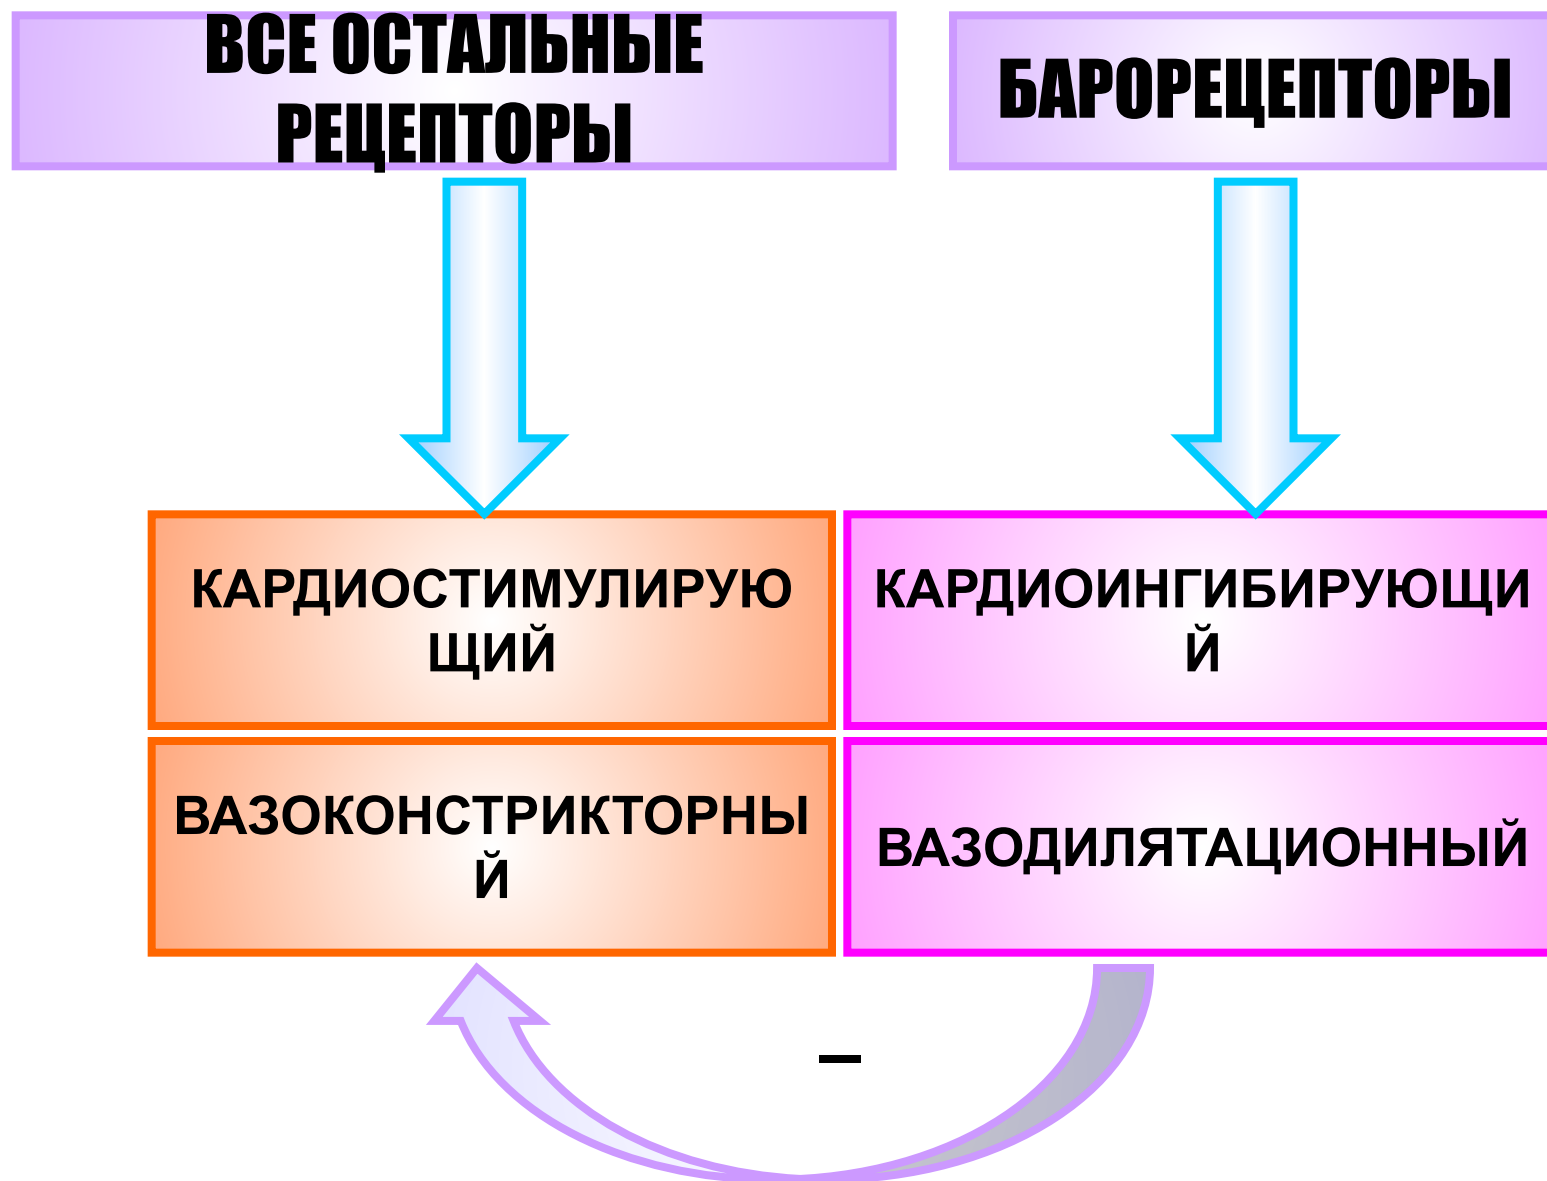 ВСЕ ОСТАЛЬНЫЕ
РЕЦЕПТОРЫ
БАРОРЕЦЕПТОРЫ
КАРДИОСТИМУЛИРУЮ
ЩИЙ
КАРДИОИНГИБИРУЮЩИ
Й
ВАЗОКОНСТРИКТОРНЫ
Й
ВАЗОДИЛЯТАЦИОННЫЙ
–